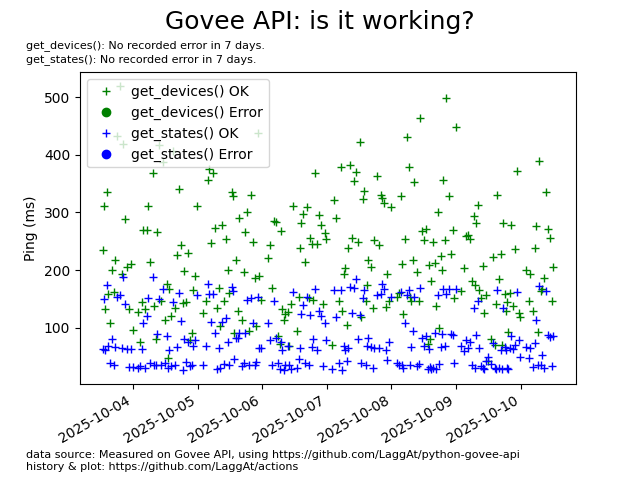 Govee API: is it working?
get_devices(): No recorded error in 7 days.
get_states(): No recorded error in 7 days.
get_devices() OK
get_devices() Error
get_states() OK
get_states() Error
500
400
300
200
100
Ping (ms)
2025-10-04
2025-10-05
2025-10-06
2025-10-07
2025-10-08
2025-10-09
2025-10-10
data source: Measured on Govee API, using https://github.com/LaggAt/python-govee-api
history & plot: https://github.com/LaggAt/actions